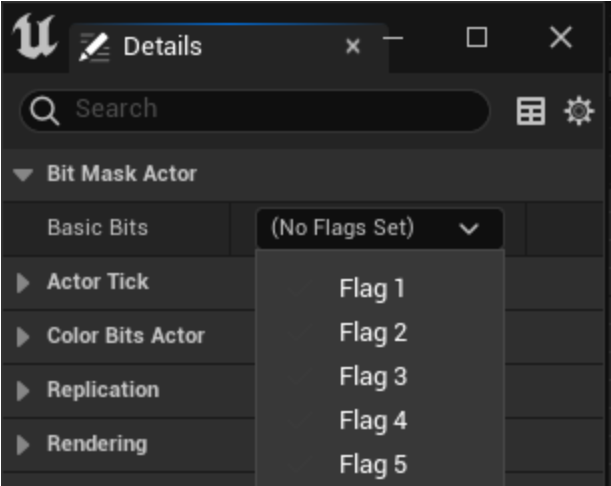 Details
Search
Bit Mask Actor
Basic Bits (No Flags Set)
Flag 1
Actor Tick
Flag 2
Color Bits Actor
Flag 3
Replication
Flag 4
Rendering
Flag 5